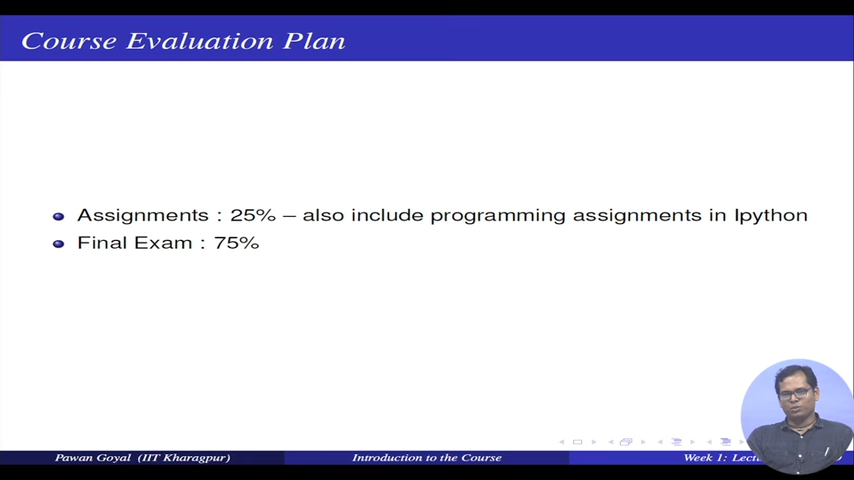 Course Evaluation Plan
Assignments : 25% – also include programming assignments in Ipython
Final Exam : 75%
Pawan Goyal (IIT Kharagpur)
Introduction to the Course
Week 1: